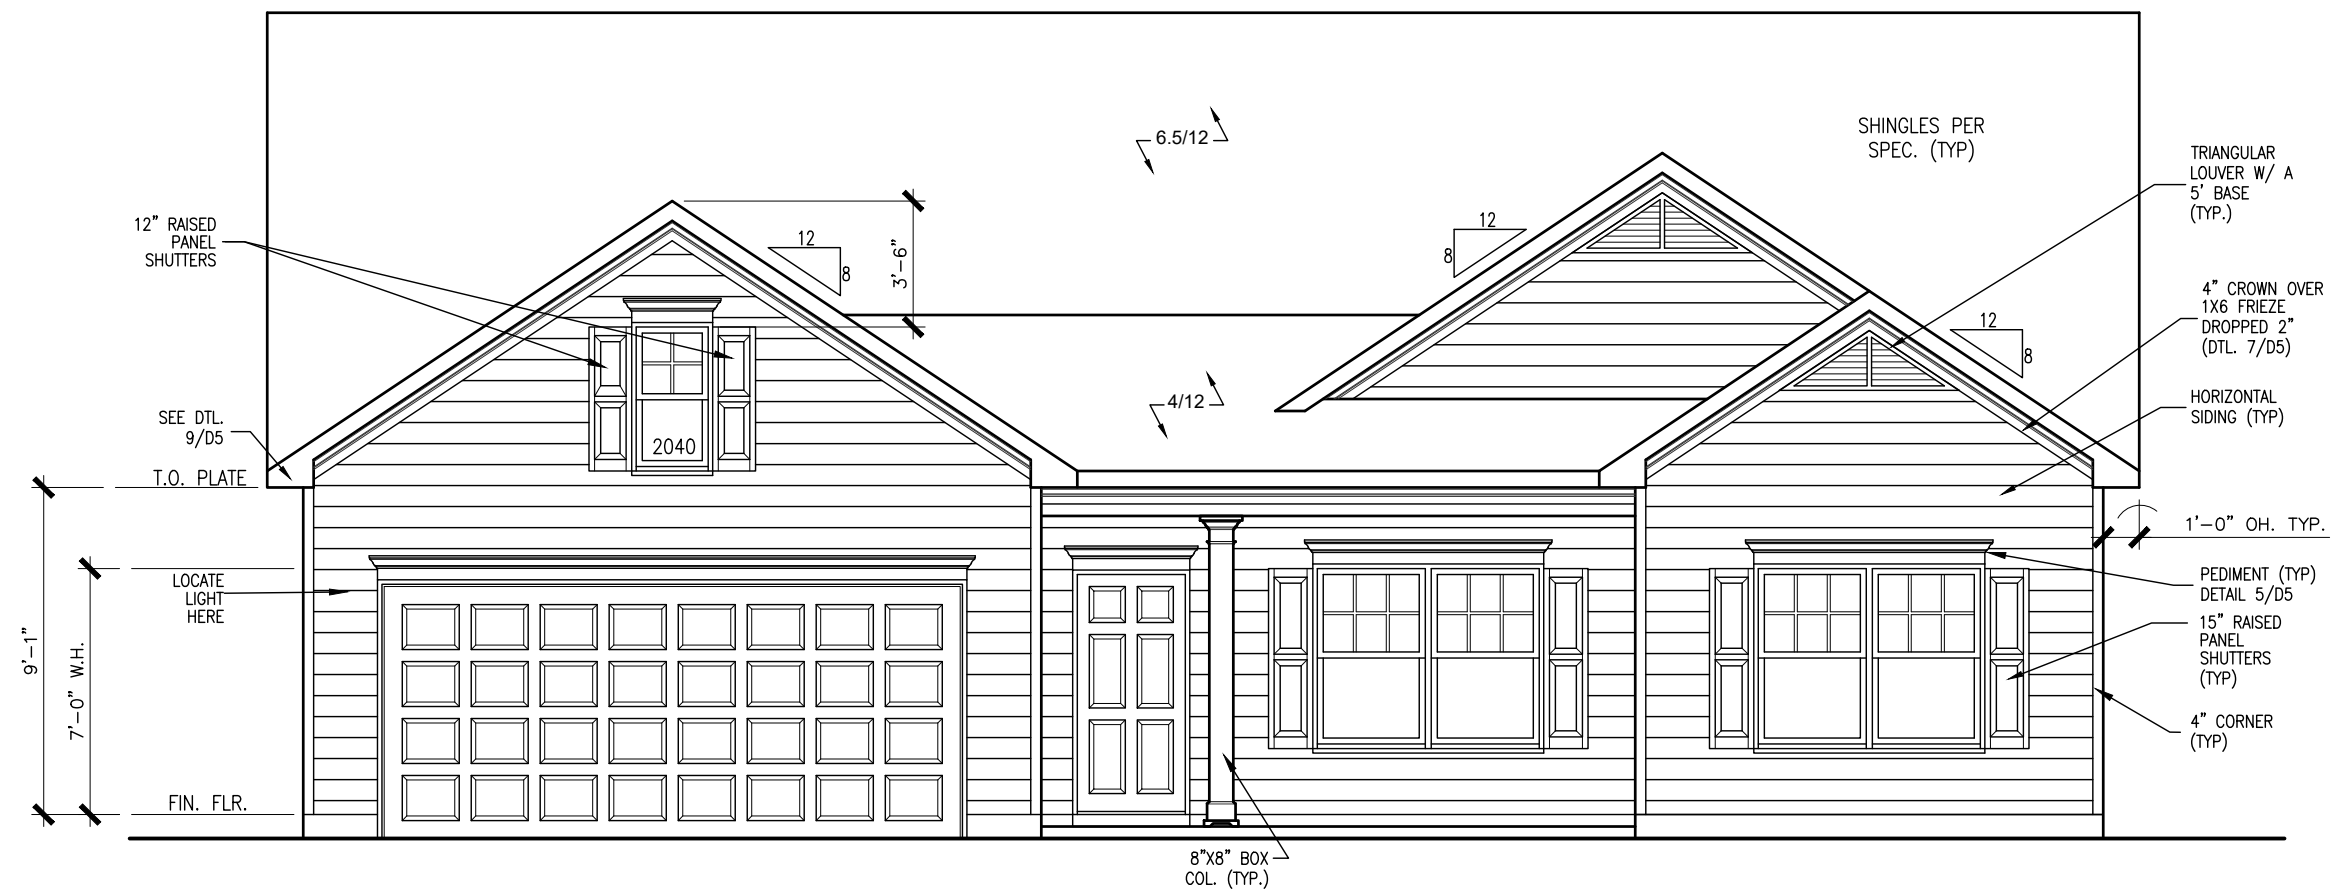 6.5/12
SHINGLES PER
SPEC. (TYP)
TRIANGULAR
LOUVER W/ A
5' BASE
(TYP.)
12" RAISED
PANEL
SHUTTERS
12
8
3'-6"
12
8
4" CROWN OVER
1X6 FRIEZE
DROPPED 2"
(DTL. 7/D5)
12
8
4/12
HORIZONTAL
SIDING (TYP)
SEE DTL.
9/D5
2040
T.O. PLATE
1'-0" OH. TYP.
LOCATE
LIGHT
HERE
PEDIMENT (TYP)
DETAIL 5/D5
15" RAISED
PANEL
SHUTTERS
(TYP)
9'-1"
7'-0" W.H.
4" CORNER
(TYP)
FIN. FLR.
8"X8" BOX
COL. (TYP.)